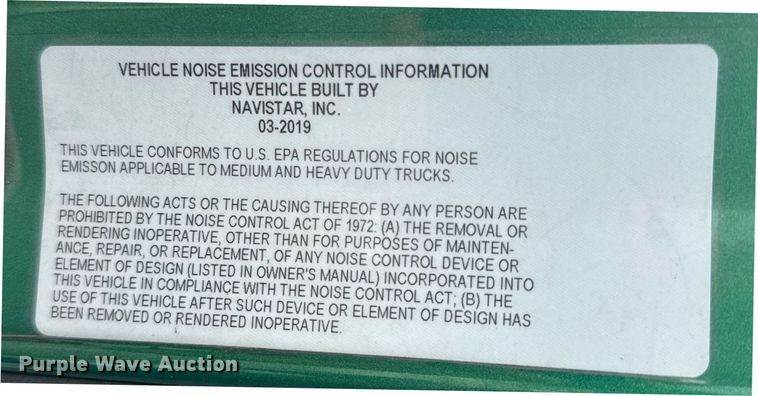 VEHICLE NOISE EMISSION CONTROL INFORMATION
THIS VEHICLE BUILT BY
NAVISTAR, INC.
03-2019
THIS VEHICLE CONFORMS TO U.S. EPA REGULATIONS FOR NOISE
EMISSON APPLICABLE TO MEDIUM AND HEAVY DUTY TRUCKS.
THE FOLLOWING ACTS OR THE CAUSING THEREOF BY ANY PERSON ARE
PROHIBITED BY THE NOISE CONTROL ACT OF 1972: (A) THE REMOVAL OR
RENDERING INOPERATIVE, OTHER THAN FOR PURPOSES OF MAINTEN-
ANCE, REPAIR, OR REPLACEMENT, OF ANY NOISE CONTROL DEVICE OR
ELEMENT OF DESIGN (LISTED IN OWNER'S MANUAL) INCORPORATED INTO
THIS VEHICLE IN COMPLIANCE WITH THE NOISE CONTROL ACT; (B) THE
USE OF THIS VEHICLE AFTER SUCH DEVICE OR ELEMENT OF DESIGN HAS
BEEN REMOVED OR RENDERED INOPERATIVE.
Purple Wave Auction